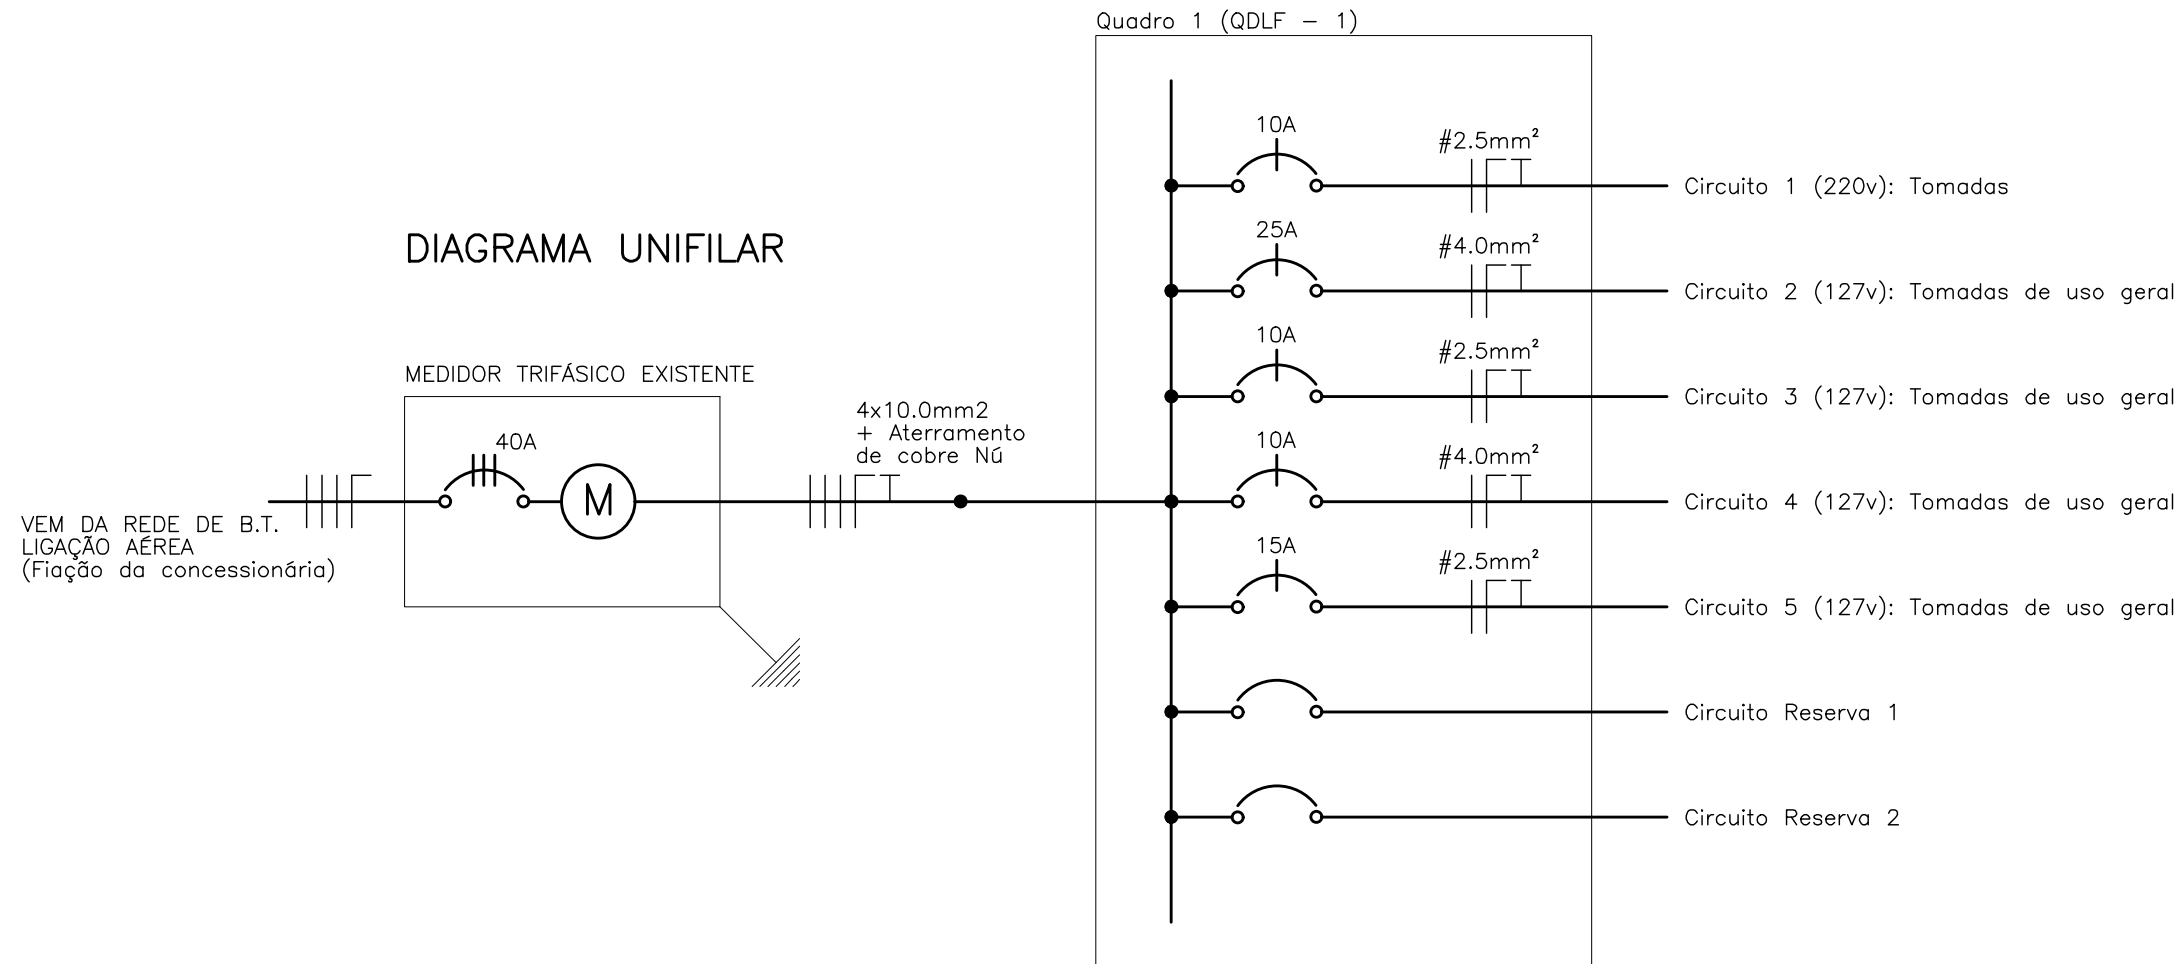 Quadro 1 (QDLF - 1)
DIAGRAMA UNIFILAR
MEDIDOR TRIFÁSICO EXISTENTE
40A
M
VEM DA REDE DE B.T.
LIGAÇÃO AÉREA
(Fiação da concessionária)
4x10.0mm2
+ Aterramento
de cobre Nú
10A
#2.5mm²
Circuito 1 (220v): Tomadas
25A
#4.0mm²
Circuito 2 (127v): Tomadas de uso geral
10A
#2.5mm²
Circuito 3 (127v): Tomadas de uso geral
10A
#4.0mm²
Circuito 4 (127v): Tomadas de uso geral
15A
#2.5mm²
Circuito 5 (127v): Tomadas de uso geral
Circuito Reserva 1
Circuito Reserva 2